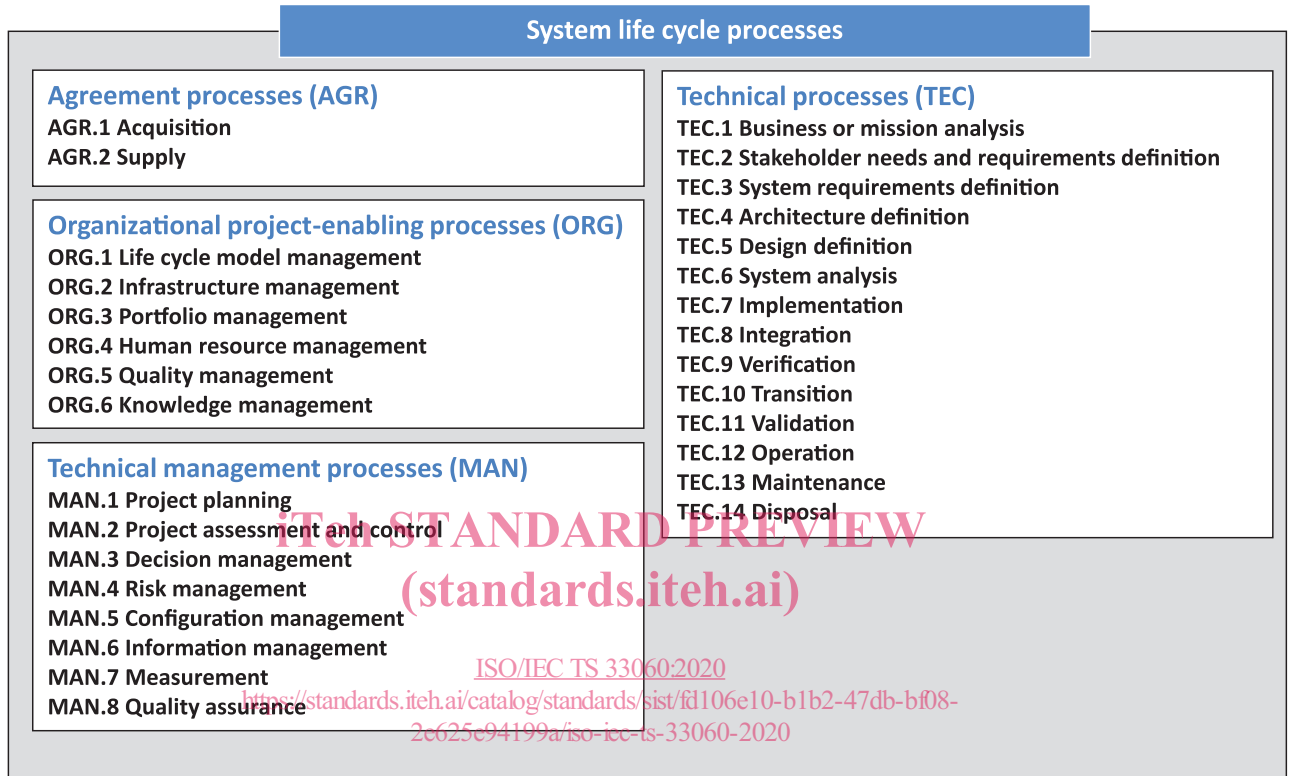 System life cycle processes
Agreement processes (AGR)
AGR.1 Acquisition
AGR.2 Supply
Organizational project-enabling processes (ORG)
ORG.1 Life cycle model management
ORG.2 Infrastructure management
ORG.3 Portfolio management
ORG.4 Human resource management
ORG.5 Quality management
ORG.6 Knowledge management
Technical management processes (MAN)
MAN.1 Project planning
MAN.2 Project assessment and control
MAN.3 Decision management
MAN.4 Risk management
MAN.5 Configuration management
MAN.6 Information management
MAN.7 Measurement
MAN.8 Quality assurance
Technical processes (TEC)
TEC.1 Business or mission analysis
TEC.2 Stakeholder needs and requirements definition
TEC.3 System requirements definition
TEC.4 Architecture definition
TEC.5 Design definition
TEC.6 System analysis
TEC.7 Implementation
TEC.8 Integration
TEC.9 Verification
TEC.10 Transition
TEC.11 Validation
TEC.12 Operation
TEC.13 Maintenance
TEC.14 Disposal
iTeh STANDARD PREVIEW
(standards.iteh.ai)
ISO/IEC TS 33060:2020
https://standards.iteh.ai/catalog/standards/sist/fd106e10-b1b2-47db-bf08-
2e625e94199a/iso-iec-ts-33060-2020